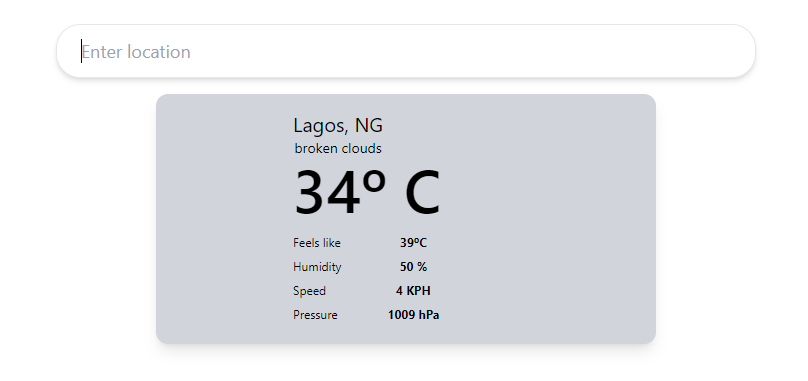 Enter location
Lagos, NG
broken clouds
34º C
Feels like 39ºC
Humidity 50 %
Speed 4 KPH
Pressure 1009 hPa